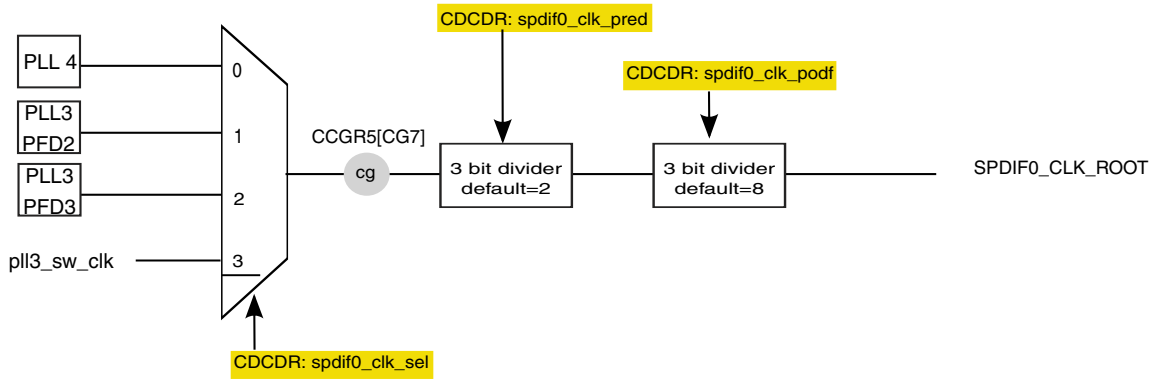 CDCDR: spdif0_clk_pred
PLL 4
0
CDCDR: spdif0_clk_podf
PLL3
PFD2
1
CCGR5[CG7]
PLL3
PFD3
2
cg
3 bit divider
default=2
3 bit divider
default=8
SPDIF0_CLK_ROOT
pll3_sw_clk
3
CDCDR: spdif0_clk_sel